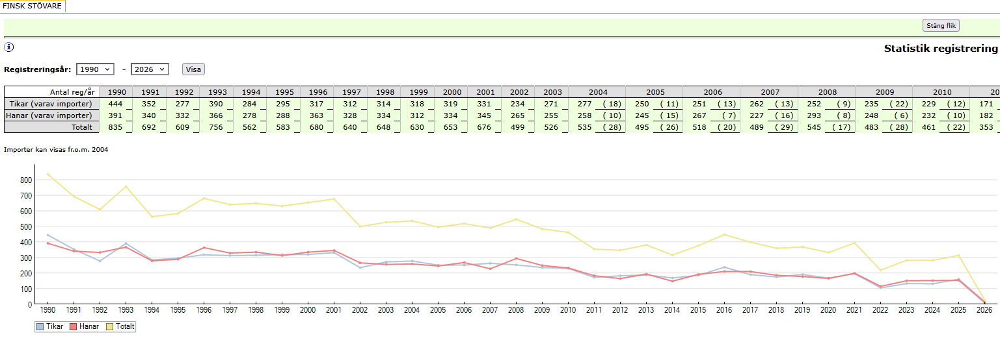 FINSK STÖVARE
Stäng flik
Statistik registrering
Registreringsår: 1990 - 2026 Visa
Antal reg/år 1990 1991 1992 1993 1994 1995 1996 1997 1998 1999 2000 2001 2002 2003 2004 2005 2006 2007 2008 2009 2010 20
Tikar (varav importer) 444 352 277 390 284 295 317 312 314 318 319 331 234 271 277 ( 18) 250 ( 11) 251 ( 13) 262 ( 13) 252 ( 9) 235 ( 22) 229 ( 12) 171
Hanar (varav importer) 391 340 332 366 278 288 363 328 334 312 334 345 265 255 258 ( 10) 245 ( 15) 267 ( 7) 227 ( 16) 293 ( 8) 248 ( 6) 232 ( 10) 182
Totalt 835 692 609 756 562 583 680 640 648 630 653 676 499 526 535 ( 28) 495 ( 26) 518 ( 20) 489 ( 29) 545 ( 17) 483 ( 28) 461 ( 22) 353
Importer kan visas fr.o.m. 2004
800
700
600
500
400
300
200
100
0
1990 1991 1992 1993 1994 1995 1996 1997 1998 1999 2000 2001 2002 2003 2004 2005 2006 2007 2008 2009 2010 2011 2012 2013 2014 2015 2016 2017 2018 2019 2020 2021 2022 2023 2024 2025 2026
Tikar Hanar Totalt